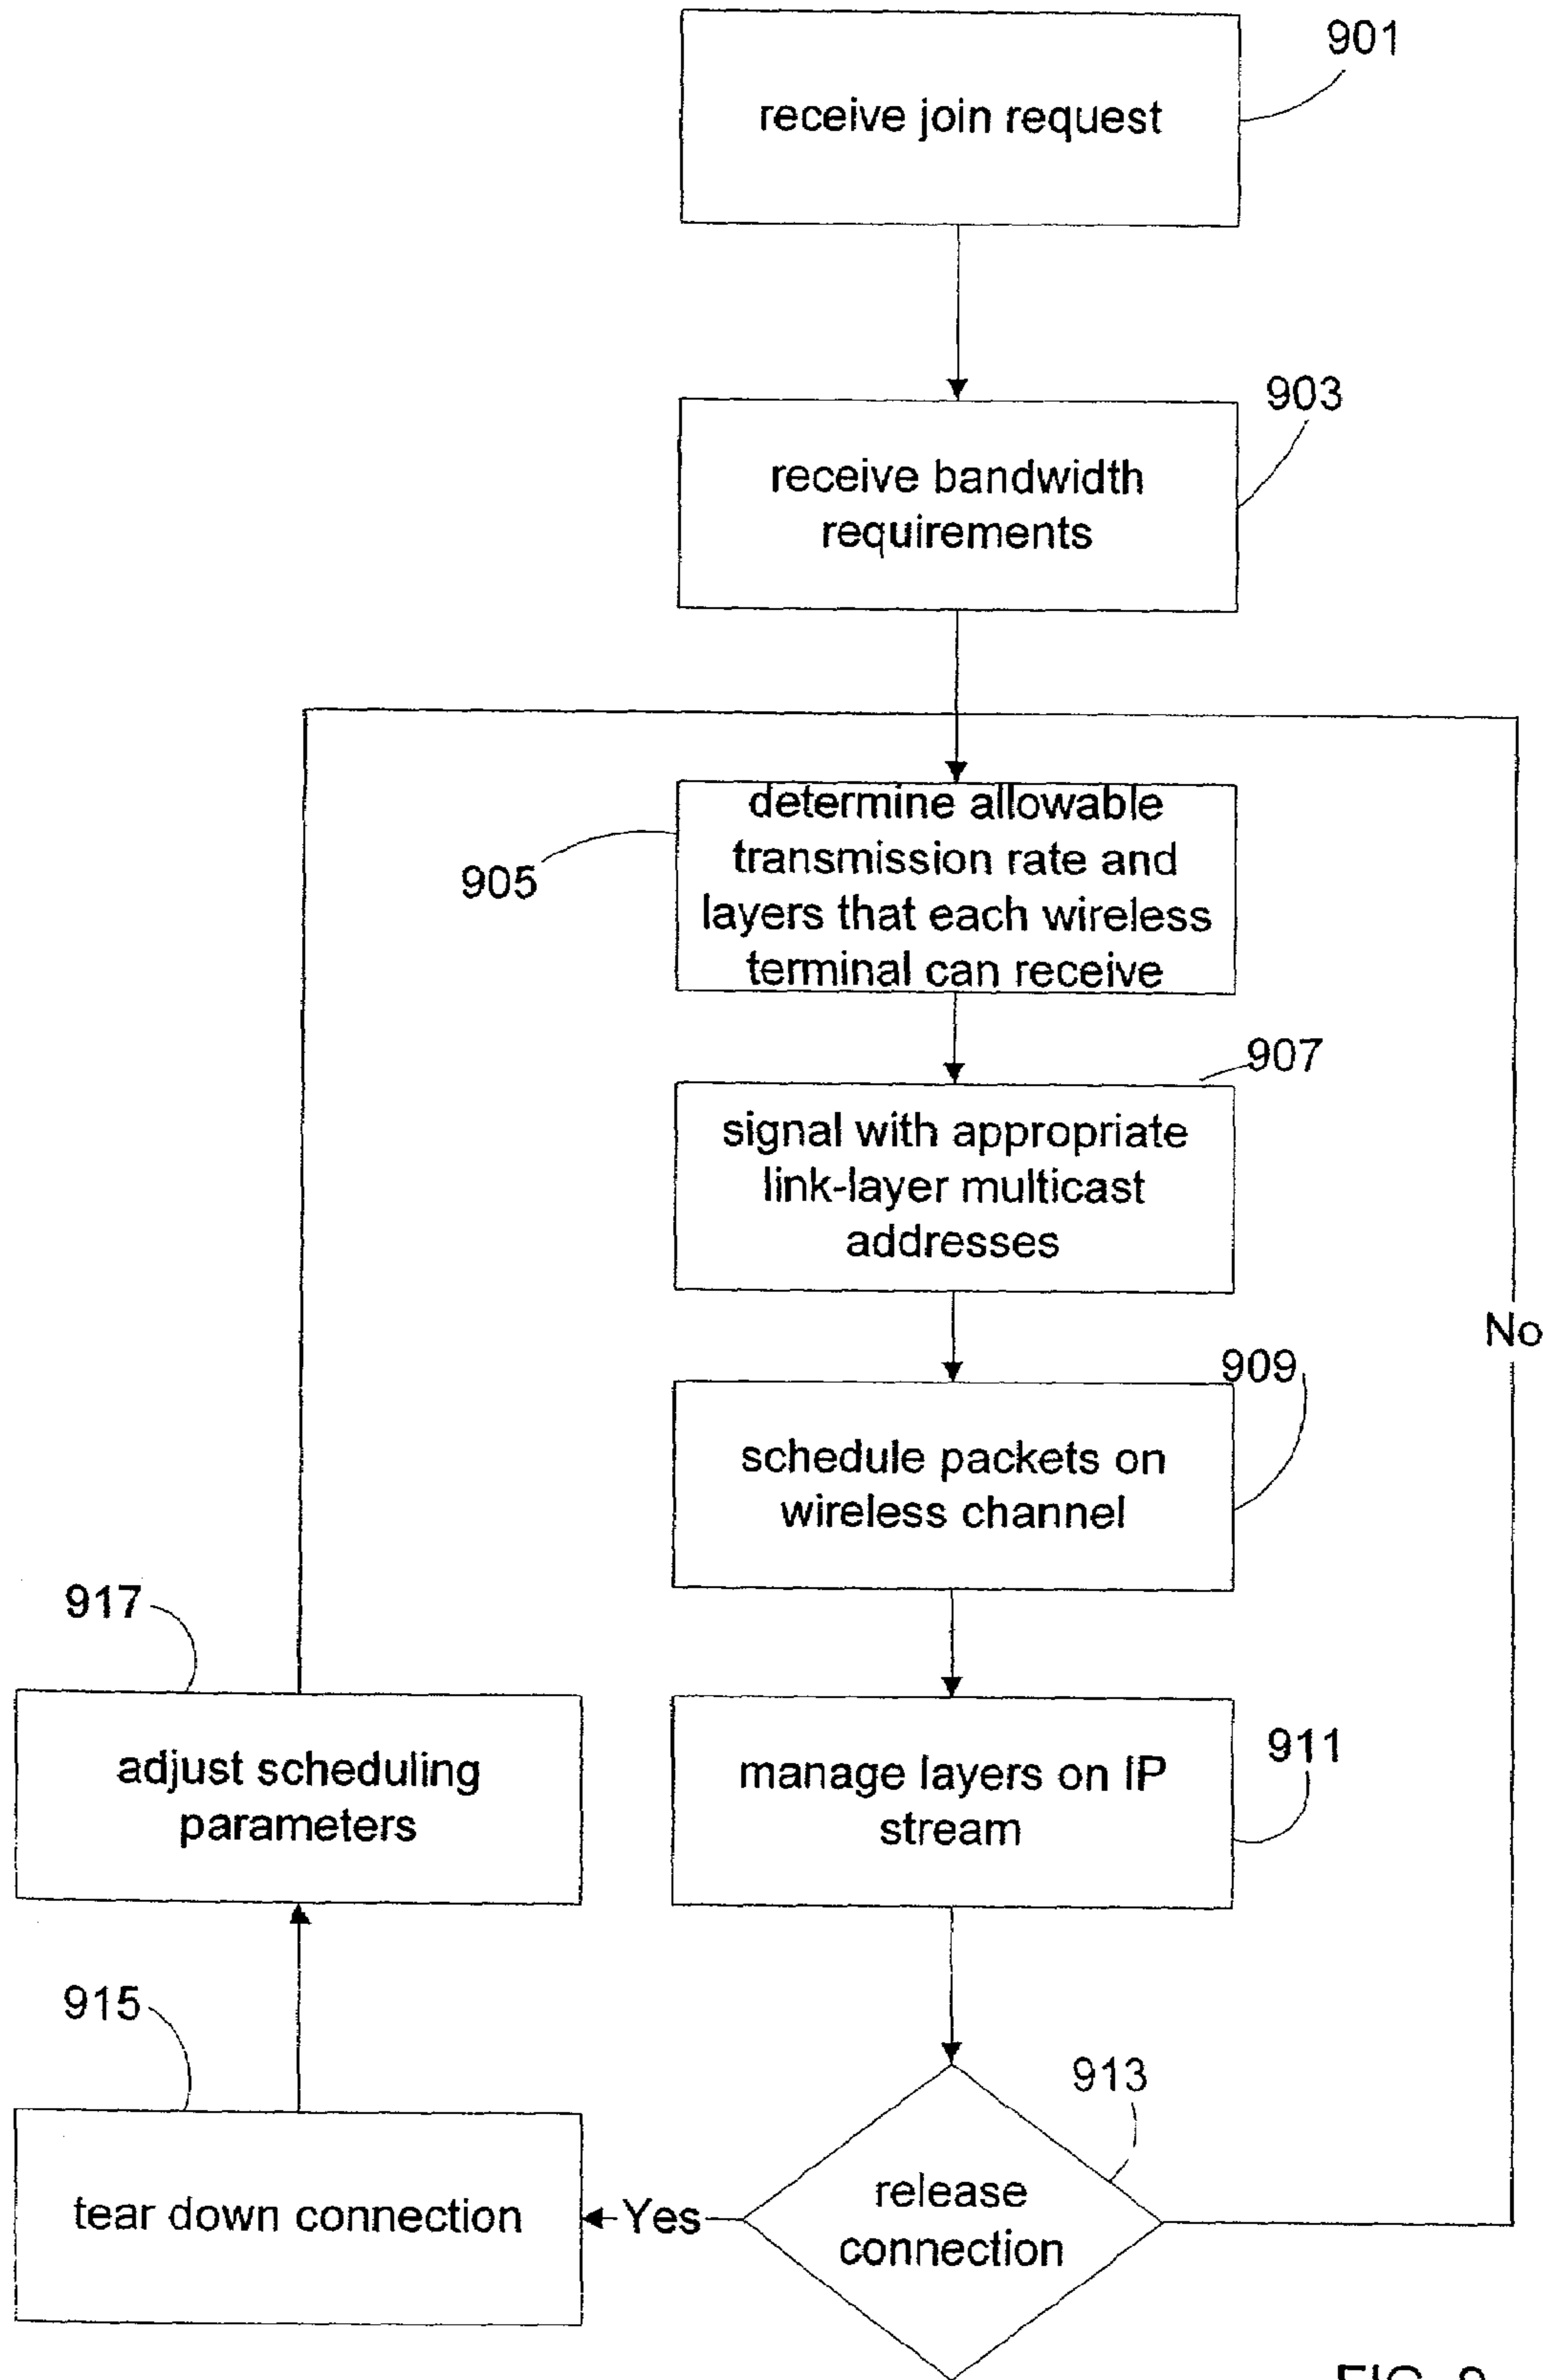 901
receive join request
903
receive bandwidth
requirements
determine allowable
transmission rate and
layers that each wireless
terminal can receive
905
907
signal with appropriate
link-layer multicast
addresses
No
909
schedule packets on
wireless channel
917
adjust scheduling
parameters
911
manage layers on IP
stream
915
913
tear down connection
Yes
release
connection